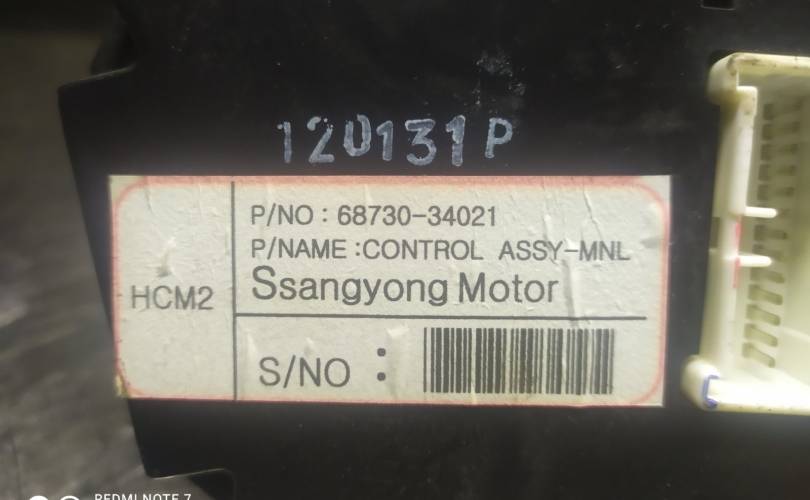 120131P
P/NO : 68730-34021
P/NAME :CONTROL ASSY-MNL
HCM2
Ssangyong Motor
S/NO :
REDMI NOTE 7